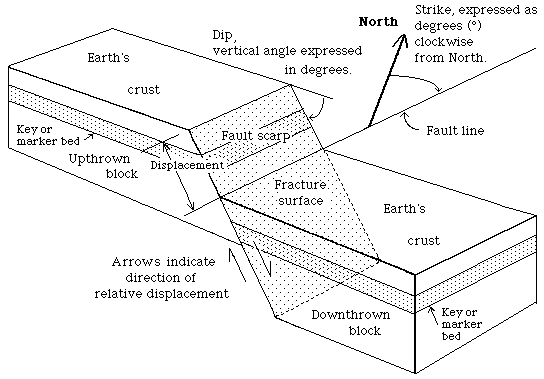 North
Strike, expressed as
degrees (°)
clockwise
from North.
Dip,
vertical angle expressed
in degrees.
Earth's
crust
Fault line
Key or
marker bed
Fault scarp
Upthrown
block
Displacement
Fracture
surface
Earth's
crust
Arrows indicate
direction of
relative displacement
Downthrown
block
Key or
marker
bed